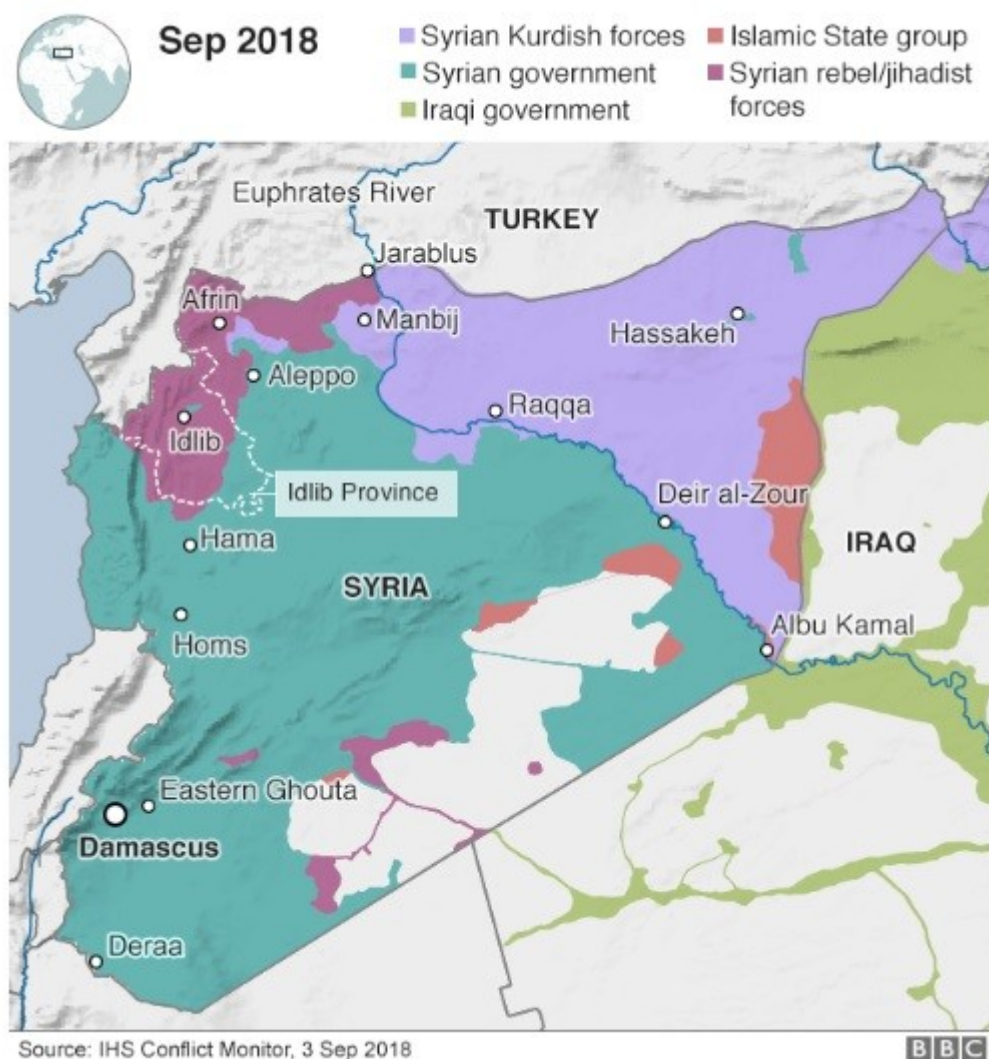 Sep 2018
Syrian Kurdish forces
Syrian government
Iraqi government
Islamic State group
Syrian rebel/jihadist
forces
Euphrates River
TURKEY
Jarablus
Afrin
Manbij
Hassakeh
Aleppo
Raqqa
Idlib
Idlib Province
Deir al-Zour
Hama
IRAQ
SYRIA
Homs
Albu Kamal
Eastern Ghouta
Damascus
Deraa
Source: IHS Conflict Monitor, 3 Sep 2018
BBC